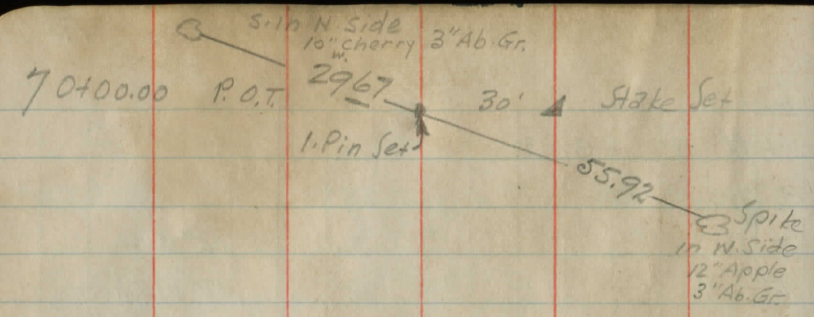 S. in N. Side
10" Cherry 3" Ab. Gr.
W.
70+00.00 P.O.T. 29.67 30' Stake Set
I. Pin Set
55.92
Spike
in N. Side
12" Apple
3" Ab. Gr.